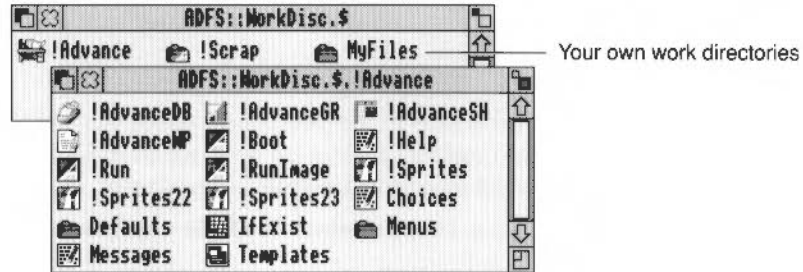 ADFS::WorkDisc.$
!Advance !Scrap MyFiles Your own work directories
ADFS::WorkDisc.$.!Advance
!AdvanceDB !AdvanceGR !AdvanceSH
!AdvanceWP !Boot !Help
!Run !RunImage !Sprites
!Sprites22 !Sprites23 Choices
Defaults IfExist Menus
Messages Templates